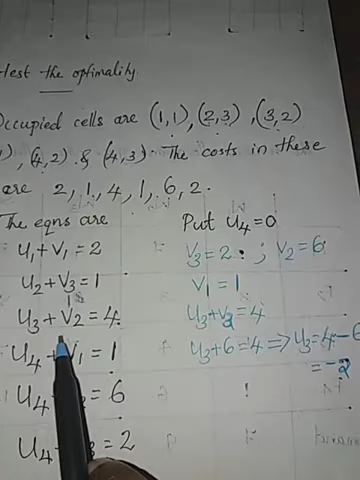 test the optimality
Occupied cells are (1,1), (2,3), (3,2)
), (4,2) & (4,3). The costs in these
are 2, 1, 4, 1, 6, 2.
The eqns are Put U4=0
U1+V1=2 V3=2 ; V2=6
U2+V3=1 V1=1
U3+V2=4 U3+V2=4
U4+V1=1 U3+6=4 => U3=4-6
=-2
U4 2=6
U4 3=2